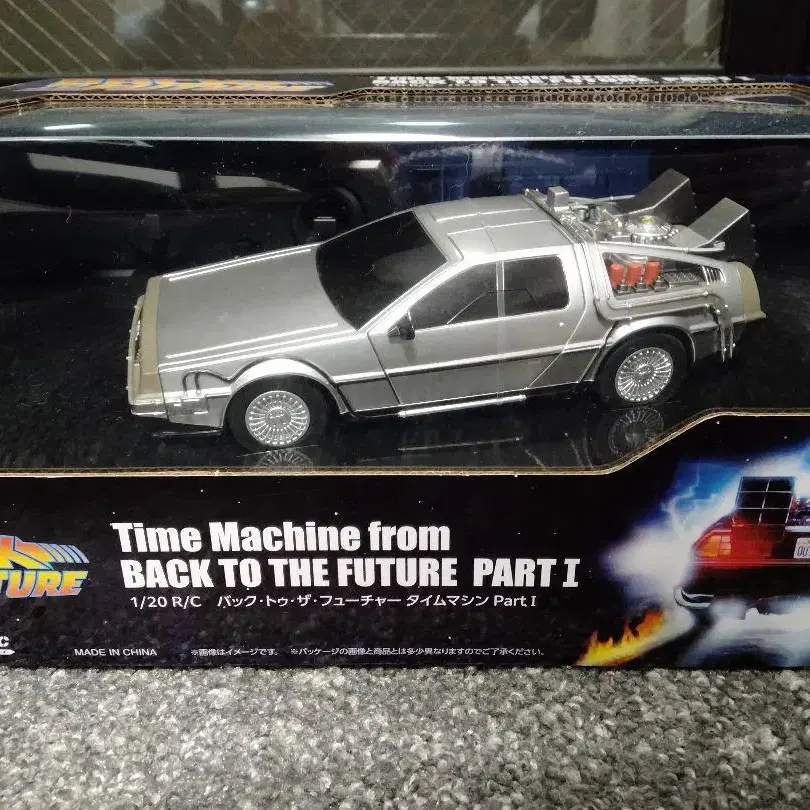 PART I
Time Machine from
BACK TO THE FUTURE PART I
1/20 R/C バック・トゥ・ザ・フューチャー タイムマシン Part I
MADE IN CHINA ※画像はイメージです。 ※パッケージの画像と商品とは多少異なりますのでご了承ください。